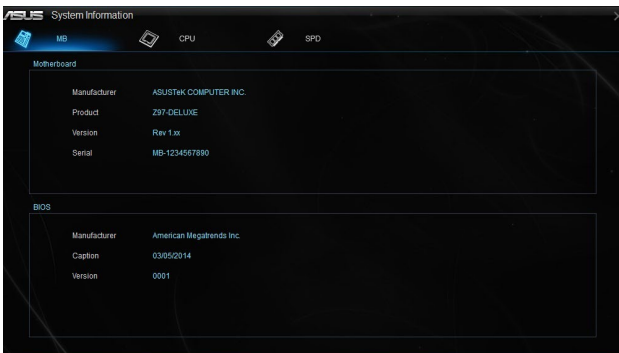 ASUS System Information
MB CPU SPD
Motherboard
Manufacturer ASUSTeK COMPUTER INC.
Product Z97-DELUXE
Version Rev 1.xx
Serial MB-1234567890
BIOS
Manufacturer American Megatrends Inc.
Caption 03/05/2014
Version 0001